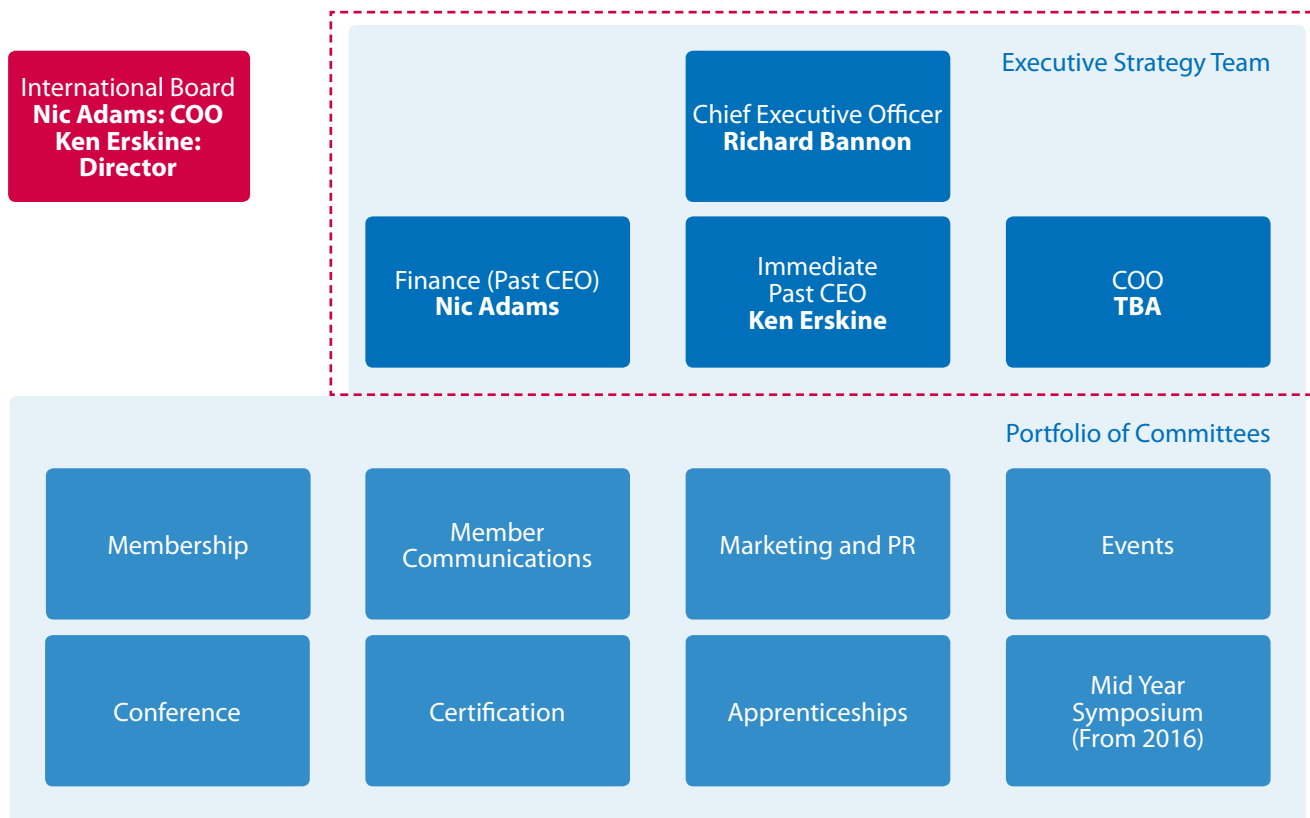 International Board
Nic Adams: COO
Ken Erskine:
Director
Executive Strategy Team
Chief Executive Officer
Richard Bannon
Finance (Past CEO)
Nic Adams
Immediate
Past CEO
Ken Erskine
COO
TBA
Portfolio of Committees
Membership
Member
Communications
Marketing and PR
Events
Conference
Certification
Apprenticeships
Mid Year
Symposium
(From 2016)